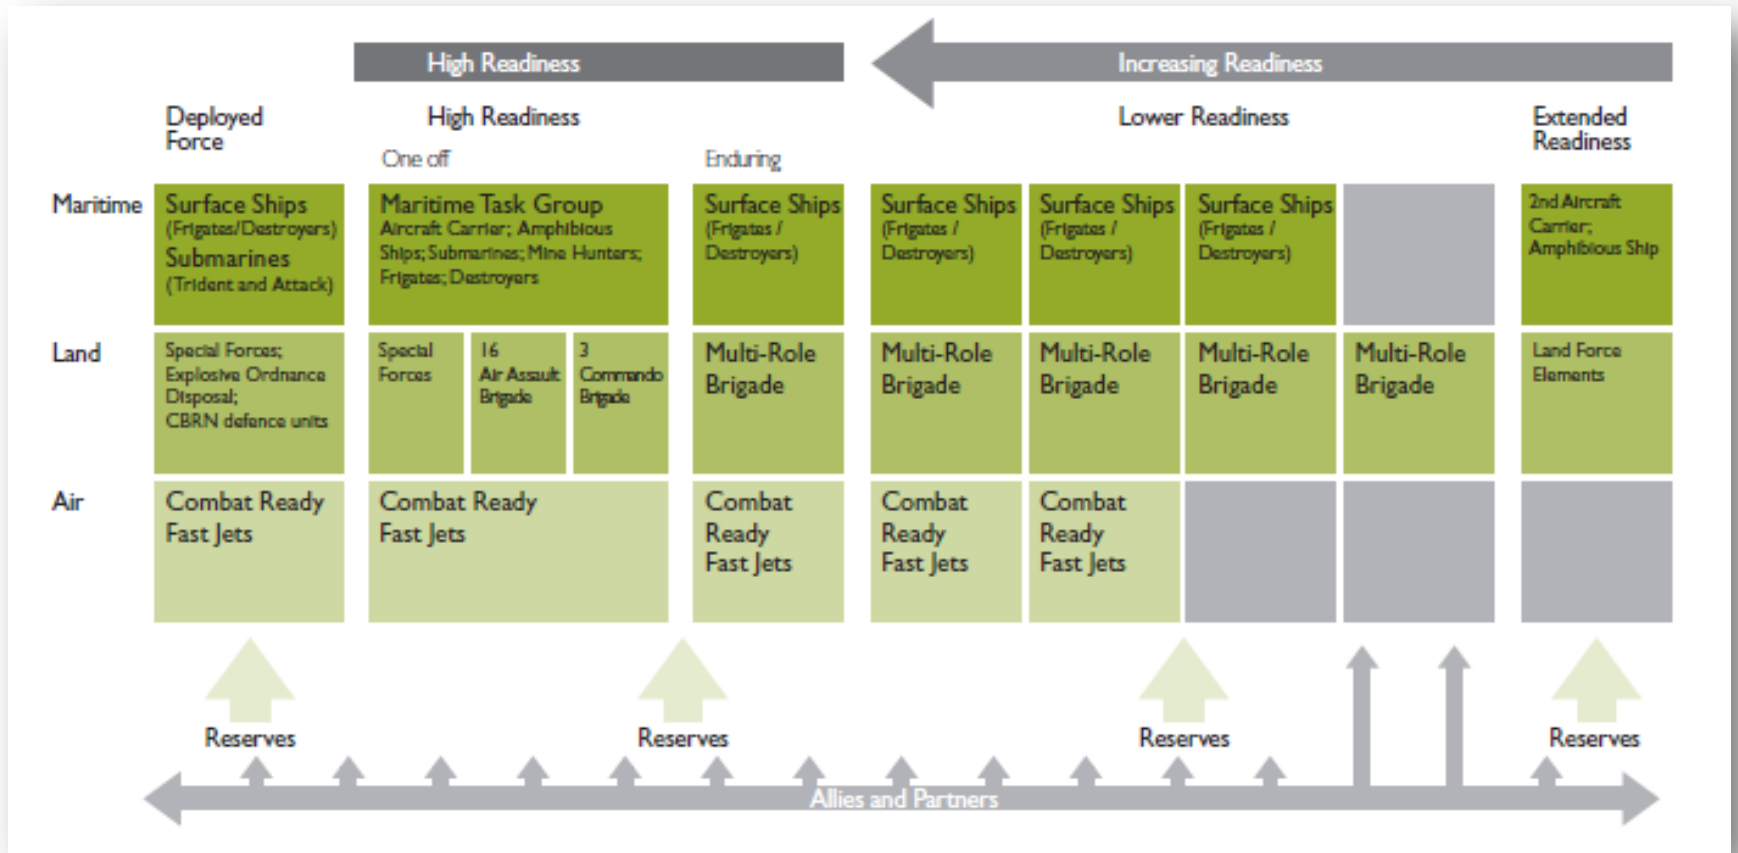 High Readiness
Increasing Readiness
Deployed
Force
High Readiness
Lower Readiness
Extended
Readiness
One off
Enduring
Maritime
Surface Ships
(Frigates/Destroyers)
Submarines
(Trident and Attack)
Maritime Task Group
Aircraft Carrier; Amphibious
Ships; Submarines; Mine Hunters;
Frigates; Destroyers
Surface Ships
(Frigates /
Destroyers)
Surface Ships
(Frigates /
Destroyers)
Surface Ships
(Frigates /
Destroyers)
Surface Ships
(Frigates /
Destroyers)
2nd Aircraft
Carrier;
Amphibious Ship
Land
Special Forces;
Explosive Ordnance
Disposal;
CBRN defence units
Special
Forces
16
Air Assault
Brigade
3
Commando
Brigade
Multi-Role
Brigade
Multi-Role
Brigade
Multi-Role
Brigade
Multi-Role
Brigade
Multi-Role
Brigade
Land Force
Elements
Air
Combat Ready
Fast Jets
Combat Ready
Fast Jets
Combat
Ready
Fast Jets
Combat
Ready
Fast Jets
Combat
Ready
Fast Jets
Reserves
Reserves
Reserves
Reserves
Allies and Partners